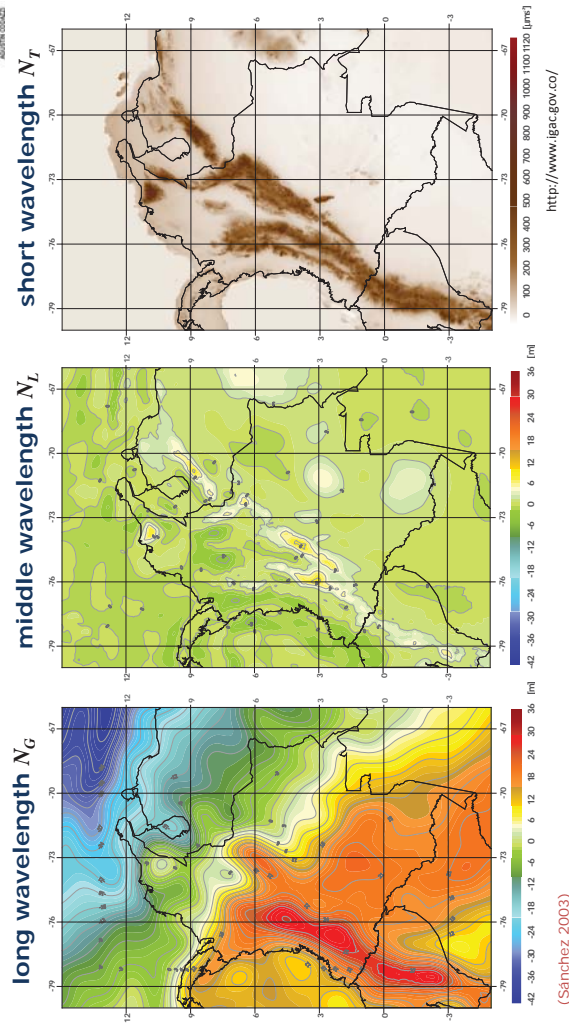 AGUSTIN CODAZZI
long wavelength N_G
middle wavelength N_L
short wavelength N_T
12 9 6 3 0 -3
-79 -76 -73 -70 -67
12 9 6 3 0 -3
-79 -76 -73 -70 -67
12 9 6 3 0 -3
-79 -76 -73 -70 -67
-42 -36 -30 -24 -18 -12 -6 0 6 12 18 24 30 36 [m]
-42 -36 -30 -24 -18 -12 -6 0 6 12 18 24 30 36 [m]
0 100 200 300 400 500 600 700 800 900 1000 1100 1120
(Sánchez 2003)
http://www.igac.gov.co/